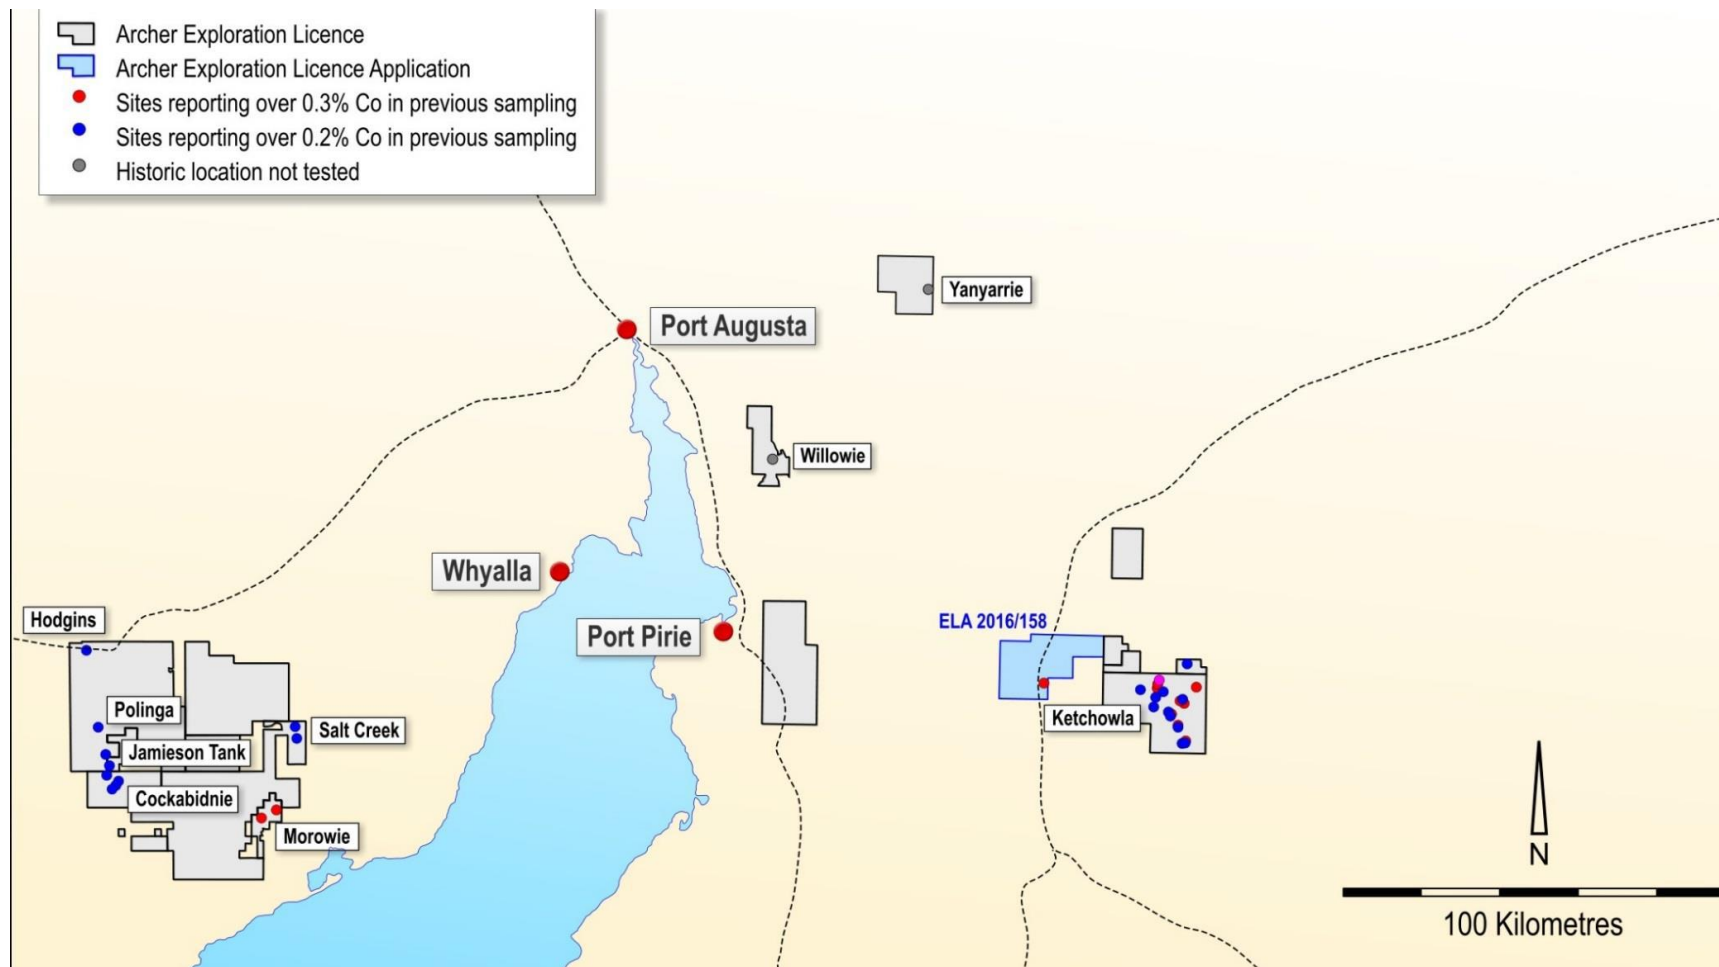 Archer Exploration Licence
Archer Exploration Licence Application
Sites reporting over 0.3% Co in previous sampling
Sites reporting over 0.2% Co in previous sampling
Historic location not tested
Yanyarrie
Port Augusta
Willowie
Whyalla
Hodgins
ELA 2016/158
Port Pirie
Polinga
Ketchowla
Salt Creek
Jamieson Tank
Cockabidnie
Morowie
N
100 Kilometres